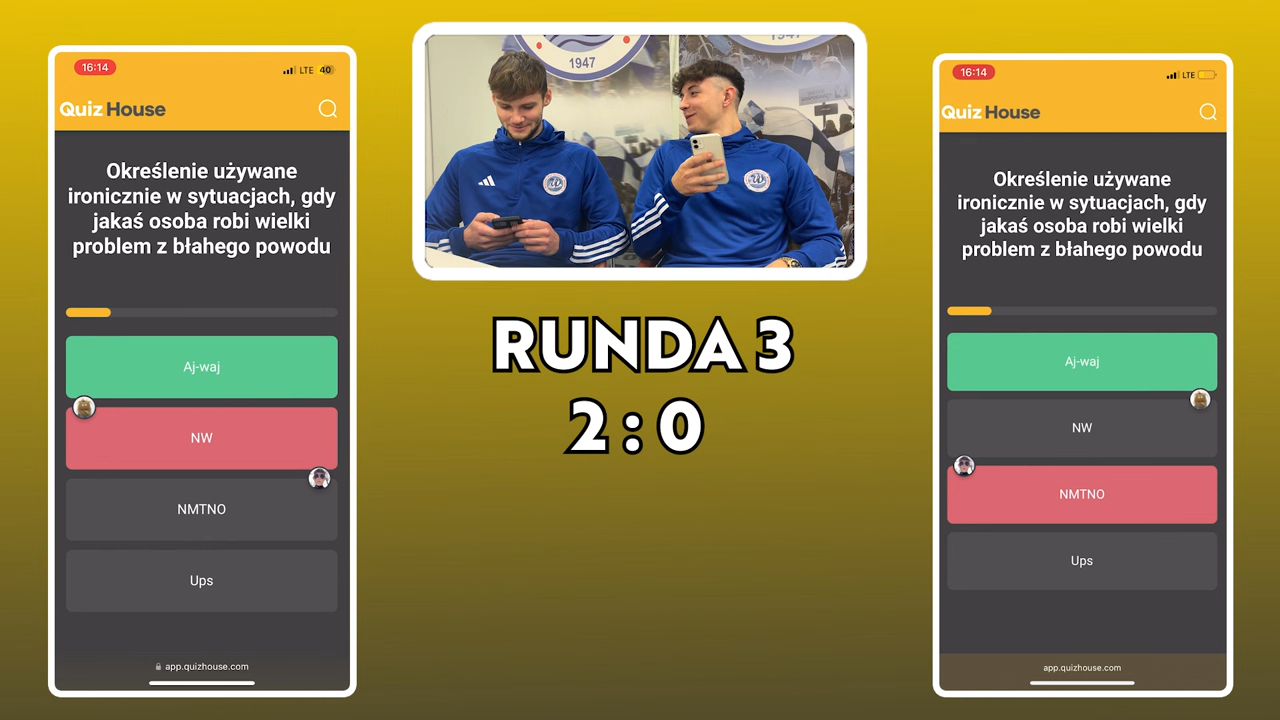 16:14
LTE 40
Quiz House
Określenie używane
ironicznie w sytuacjach, gdy
jakaś osoba robi wielki
problem z błahego powodu
Aj-waj
NW
NMTNO
Ups
app.quizhouse.com
1947
1947
RUNDA 3
2 : 0
16:14
LTE
Quiz House
Określenie używane
ironicznie w sytuacjach, gdy
jakaś osoba robi wielki
problem z błahego powodu
Aj-waj
NW
NMTNO
Ups
app.quizhouse.com